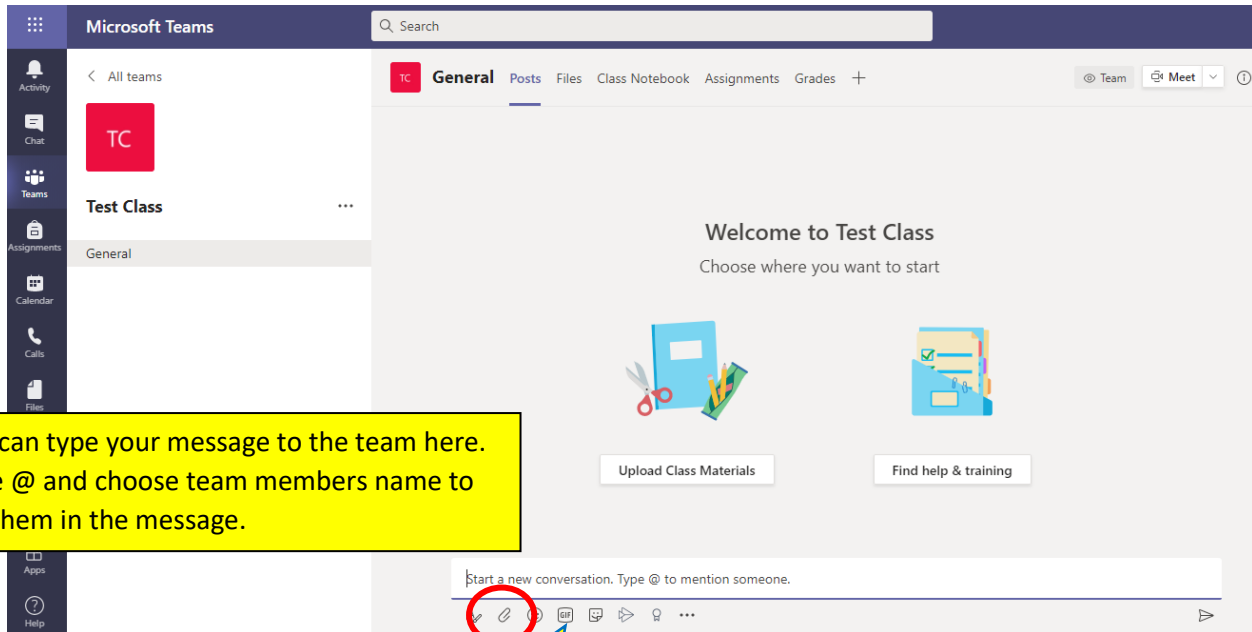 Microsoft Teams
Search
Activity
Chat
Teams
Assignments
Calendar
Calls
Files
Apps
Help
All teams
TC
Test Class
...
General
TC General Posts Files Class Notebook Assignments Grades +
Team Meet
Welcome to Test Class
Choose where you want to start
Upload Class Materials
Find help & training
can type your message to the team here.
@ and choose team members name to
them in the message.
Start a new conversation. Type @ to mention someone.
GIF
...